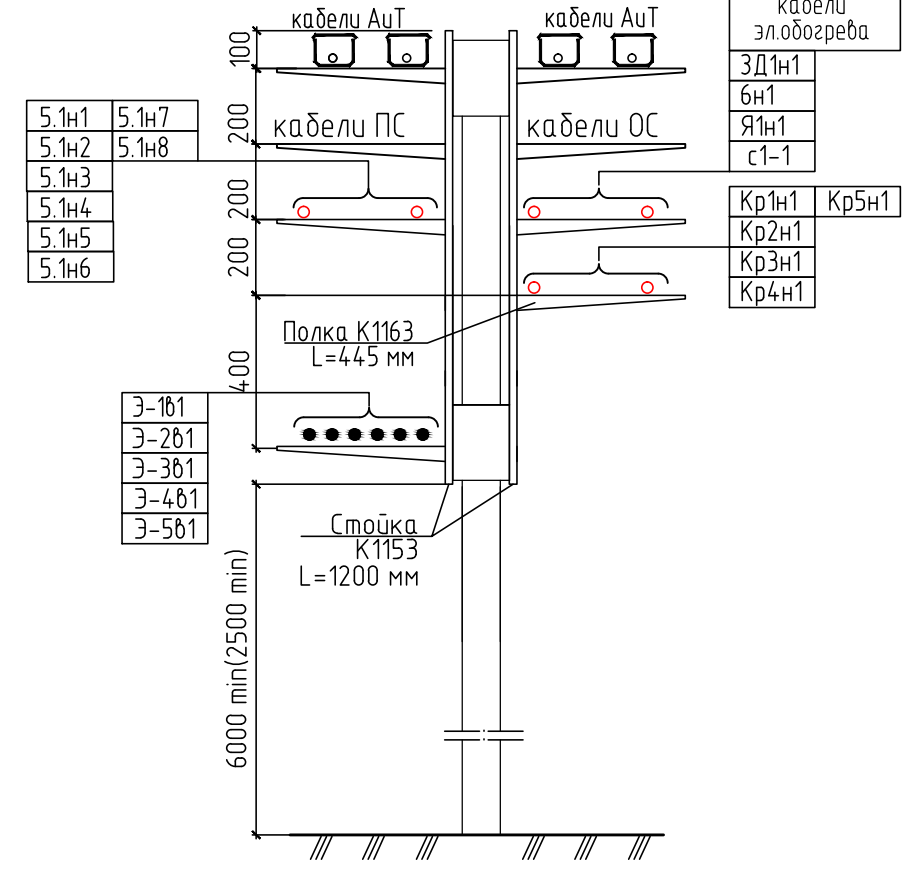 кабели АиТ
кабели АиТ
кабели
эл.обогрева
100
3Д1н1
6н1
Я1н1
с1-1
200
5.1н1 5.1н7
5.1н2 5.1н8
5.1н3
5.1н4
5.1н5
5.1н6
кабели ПС
кабели ОС
200
Кр1н1 Кр5н1
Кр2н1
Кр3н1
Кр4н1
200
Полка К1163
L=445 мм
400
Э-1в1
Э-2в1
Э-3в1
Э-4в1
Э-5в1
Стойка
К1153
L=1200 мм
6000 min(2500 min)